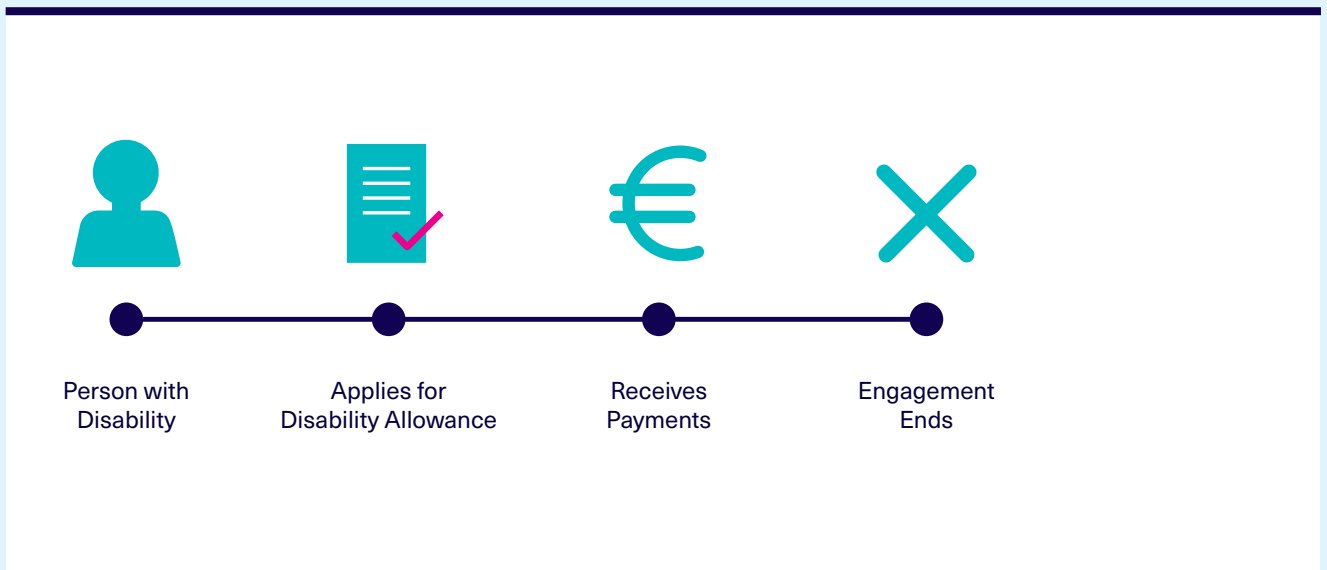 Person with
Disability
Applies for
Disability Allowance
Receives
Payments
Engagement
Ends